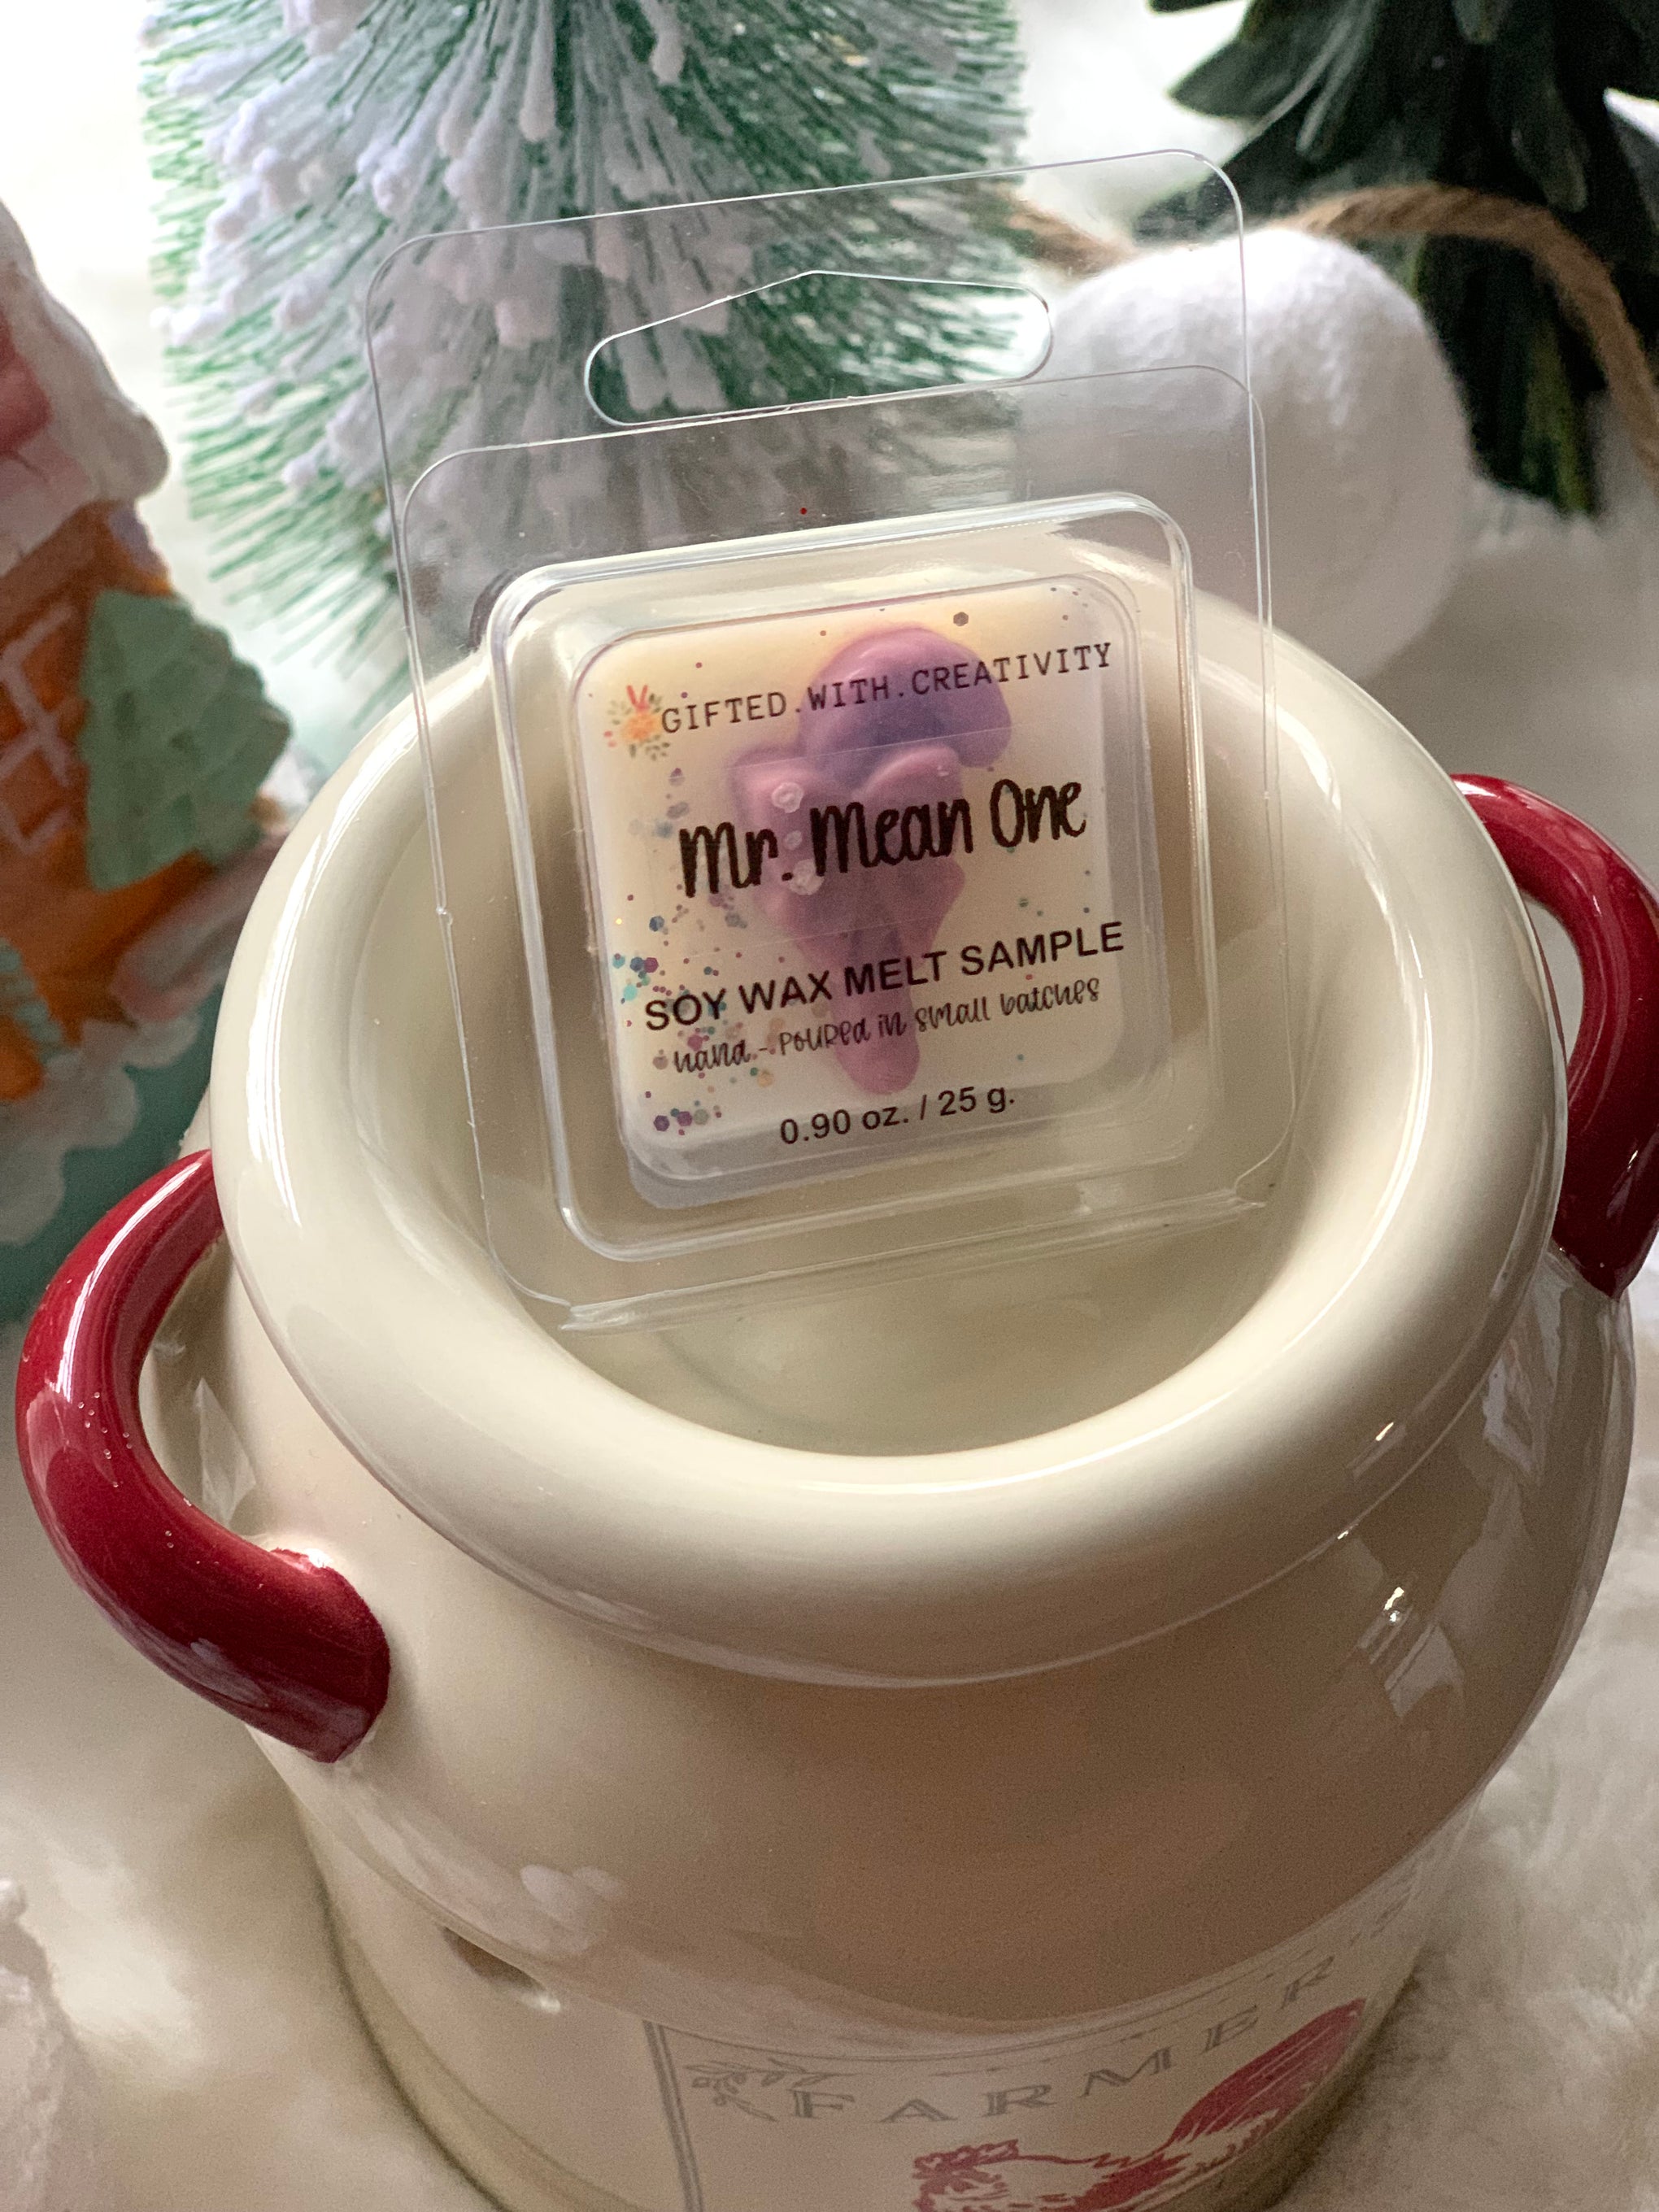 GIFTED.WITH.CREATIVITY
Mr. Mean One
SOY WAX MELT SAMPLE
hand-poured in small batches
0.90 oz. / 25 g.
FARMER'S